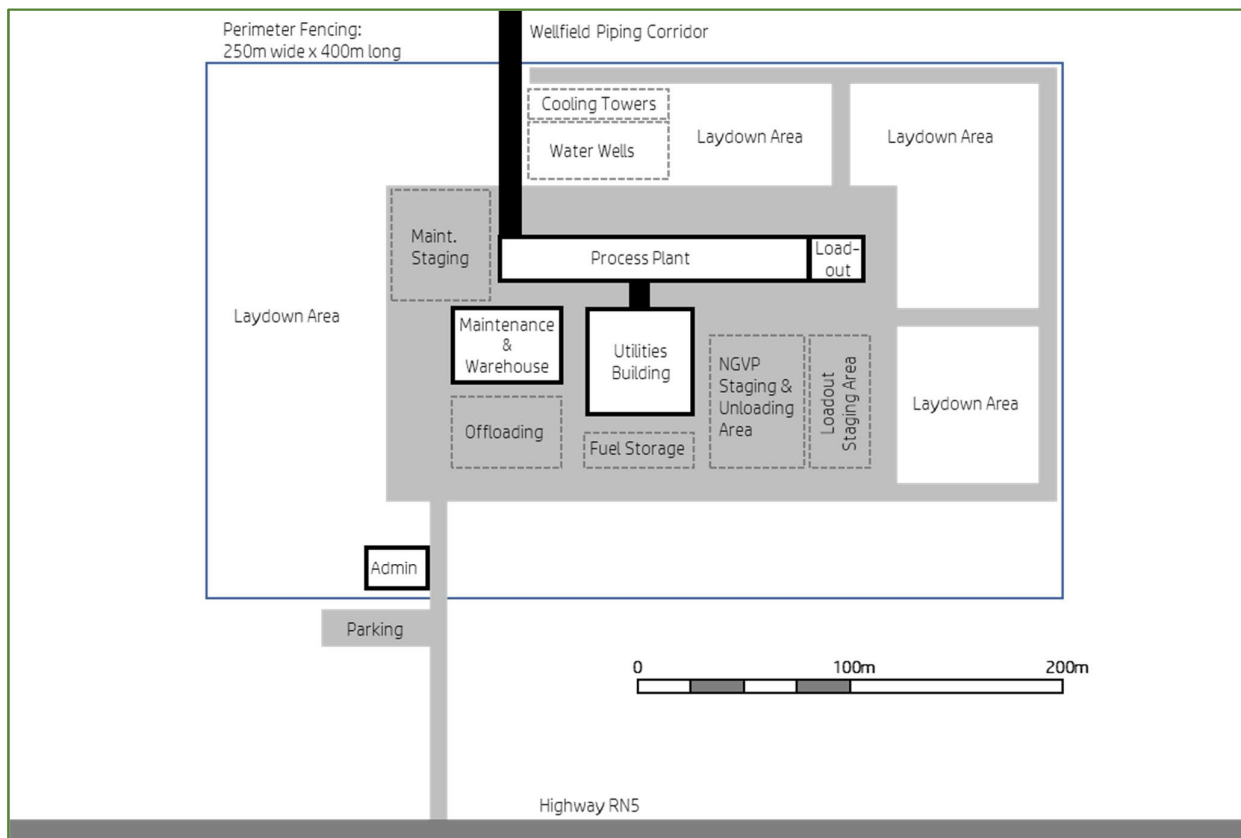 Perimeter Fencing:
250m wide x 400m long
Wellfield Piping Corridor
Cooling Towers
Water Wells
Laydown Area
Laydown Area
Maint.
Staging
Process Plant
Load-
out
Laydown Area
Maintenance
&
Warehouse
Utilities
Building
NGVP
Staging &
Unloading
Area
Loadout
Staging Area
Laydown Area
Offloading
Fuel Storage
Admin
Parking
0 100m 200m
Highway RN5